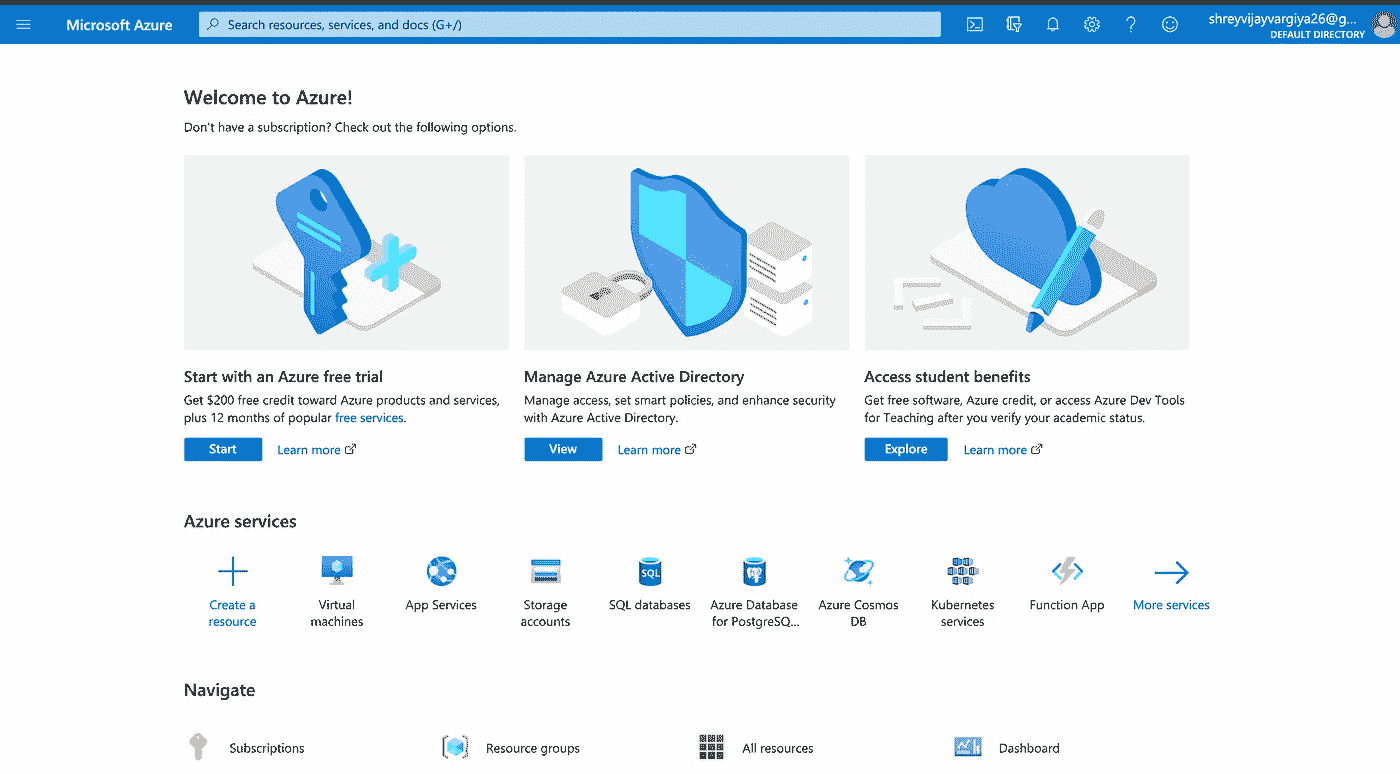 Microsoft Azure
Search resources, services, and docs (G+/)
shreyvijayvargiya26@g...
DEFAULT DIRECTORY
Welcome to Azure!
Don't have a subscription? Check out the following options.
Start with an Azure free trial
Get $200 free credit toward Azure products and services,
plus 12 months of popular free services.
Start
Learn more
Manage Azure Active Directory
Manage access, set smart policies, and enhance security
with Azure Active Directory.
View
Learn more
Access student benefits
Get free software, Azure credit, or access Azure Dev Tools
for Teaching after you verify your academic status.
Explore
Learn more
Azure services
Create a
resource
Virtual
machines
App Services
Storage
accounts
SQL
SQL databases
Azure Database
for PostgreSQ...
Azure Cosmos
DB
Kubernetes
services
Function App
More services
Navigate
Subscriptions
Resource groups
All resources
Dashboard